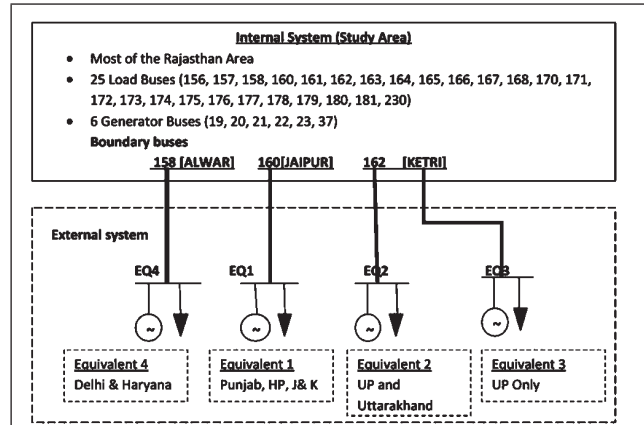 Internal System (Study Area)
• Most of the Rajasthan Area
• 25 Load Buses (156, 157, 158, 160, 161, 162, 163, 164, 165, 166, 167, 168, 170, 171,
172, 173, 174, 175, 176, 177, 178, 179, 180, 181, 230)
• 6 Generator Buses (19, 20, 21, 22, 23, 37)
Boundary buses
158 [ALWAR] 160[JAIPUR] 162 [KETRI]
External system
EQ4 EQ1 EQ2 EQ3
~ ~ ~ ~
Equivalent 4 Equivalent 1 Equivalent 2 Equivalent 3
Delhi & Haryana Punjab, HP, J& K UP and UP Only
Uttarakhand